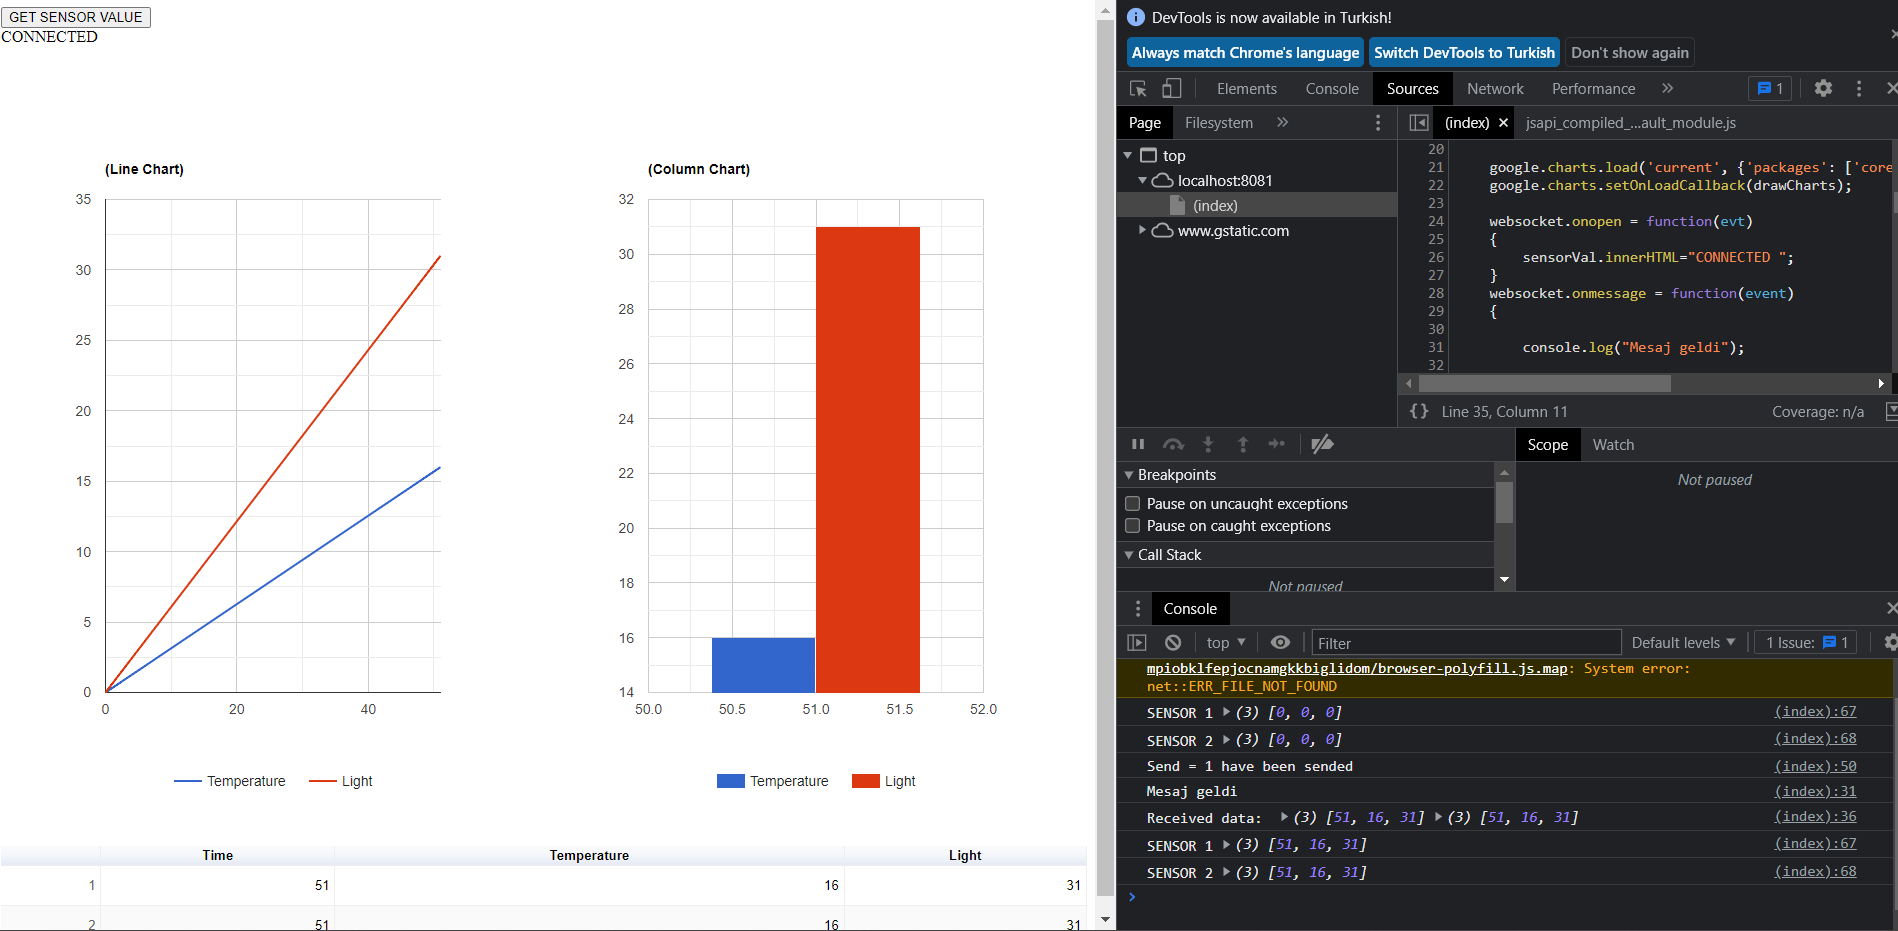 GET SENSOR VALUE
CONNECTED
(Line Chart)
35
30
25
20
15
10
5
0
0 20 40
Temperature Light
(Column Chart)
32
30
28
26
24
22
20
18
16
14
50.0 50.5 51.0 51.5 52.0
Temperature Light
Time Temperature Light
1 51 16 31
2 51 16 31
DevTools is now available in Turkish!
Always match Chrome's language Switch DevTools to Turkish Don't show again
Elements Console Sources Network Performance » 1
Page Filesystem » (index) × jsapi_compiled_...ault_module.js
top
localhost:8081
(index)
www.gstatic.com
20
21 google.charts.load('current', {'packages': ['core
22 google.charts.setOnLoadCallback(drawCharts);
23
24 websocket.onopen = function(evt)
25 {
26 sensorVal.innerHTML="CONNECTED ";
27 }
28 websocket.onmessage = function(event)
29 {
30
31 console.log("Mesaj geldi");
32
{} Line 35, Column 11 Coverage: n/a
Scope Watch
Breakpoints
Pause on uncaught exceptions
Pause on caught exceptions
Call Stack
Not paused
Not paused
Console
top Filter Default levels 1 Issue: 1
mpiobklfepjocnamgkkbiglidom/browser-polyfill.js.map: System error:
net::ERR_FILE_NOT_FOUND
SENSOR 1 (3) [0, 0, 0] (index):67
SENSOR 2 (3) [0, 0, 0] (index):68
Send = 1 have been sended (index):50
Mesaj geldi (index):31
Received data: (3) [51, 16, 31] (3) [51, 16, 31] (index):36
SENSOR 1 (3) [51, 16, 31] (index):67
SENSOR 2 (3) [51, 16, 31] (index):68